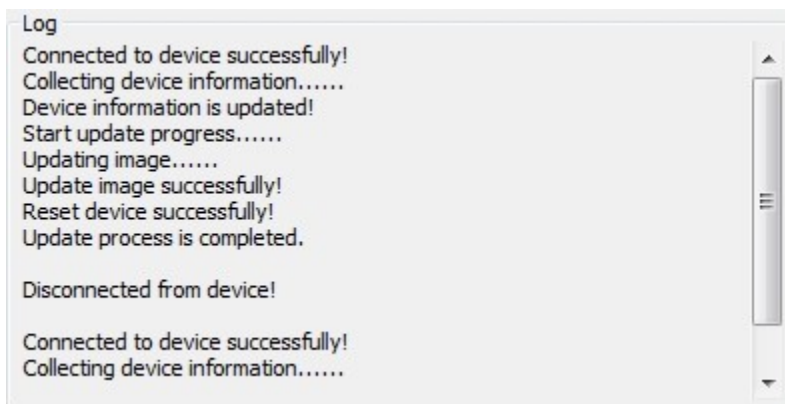 Log
Connected to device successfully!
Collecting device information......
Device information is updated!
Start update progress......
Updating image......
Update image successfully!
Reset device successfully!
Update process is completed.
Disconnected from device!
Connected to device successfully!
Collecting device information......